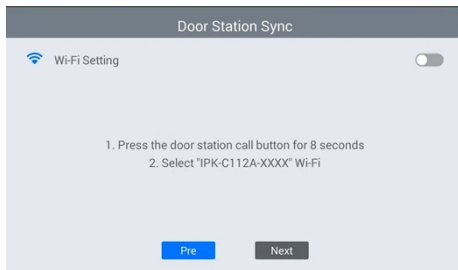 Door Station Sync
Wi-Fi Setting
1. Press the door station call button for 8 seconds
2. Select "IPK-C112A-XXXX" Wi-Fi
Pre
Next